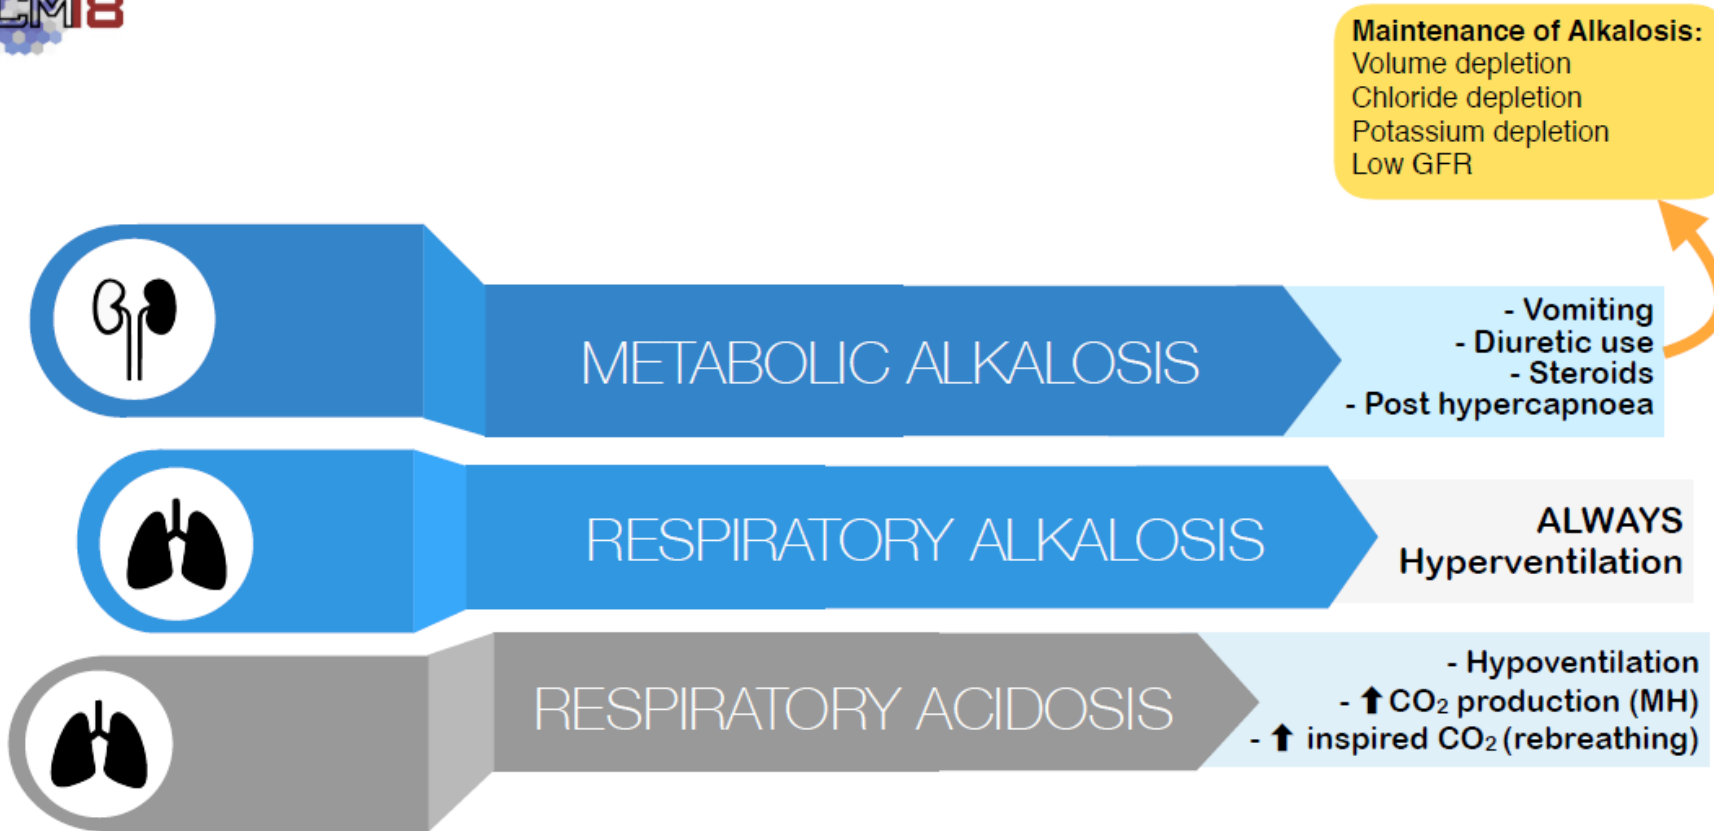 CM18
Maintenance of Alkalosis:
Volume depletion
Chloride depletion
Potassium depletion
Low GFR
METABOLIC ALKALOSIS
- Vomiting
- Diuretic use
- Steroids
- Post hypercapnoea
RESPIRATORY ALKALOSIS
ALWAYS
Hyperventilation
RESPIRATORY ACIDOSIS
- Hypoventilation
- ⬆ CO₂ production (MH)
- ⬆ inspired CO₂ (rebreathing)